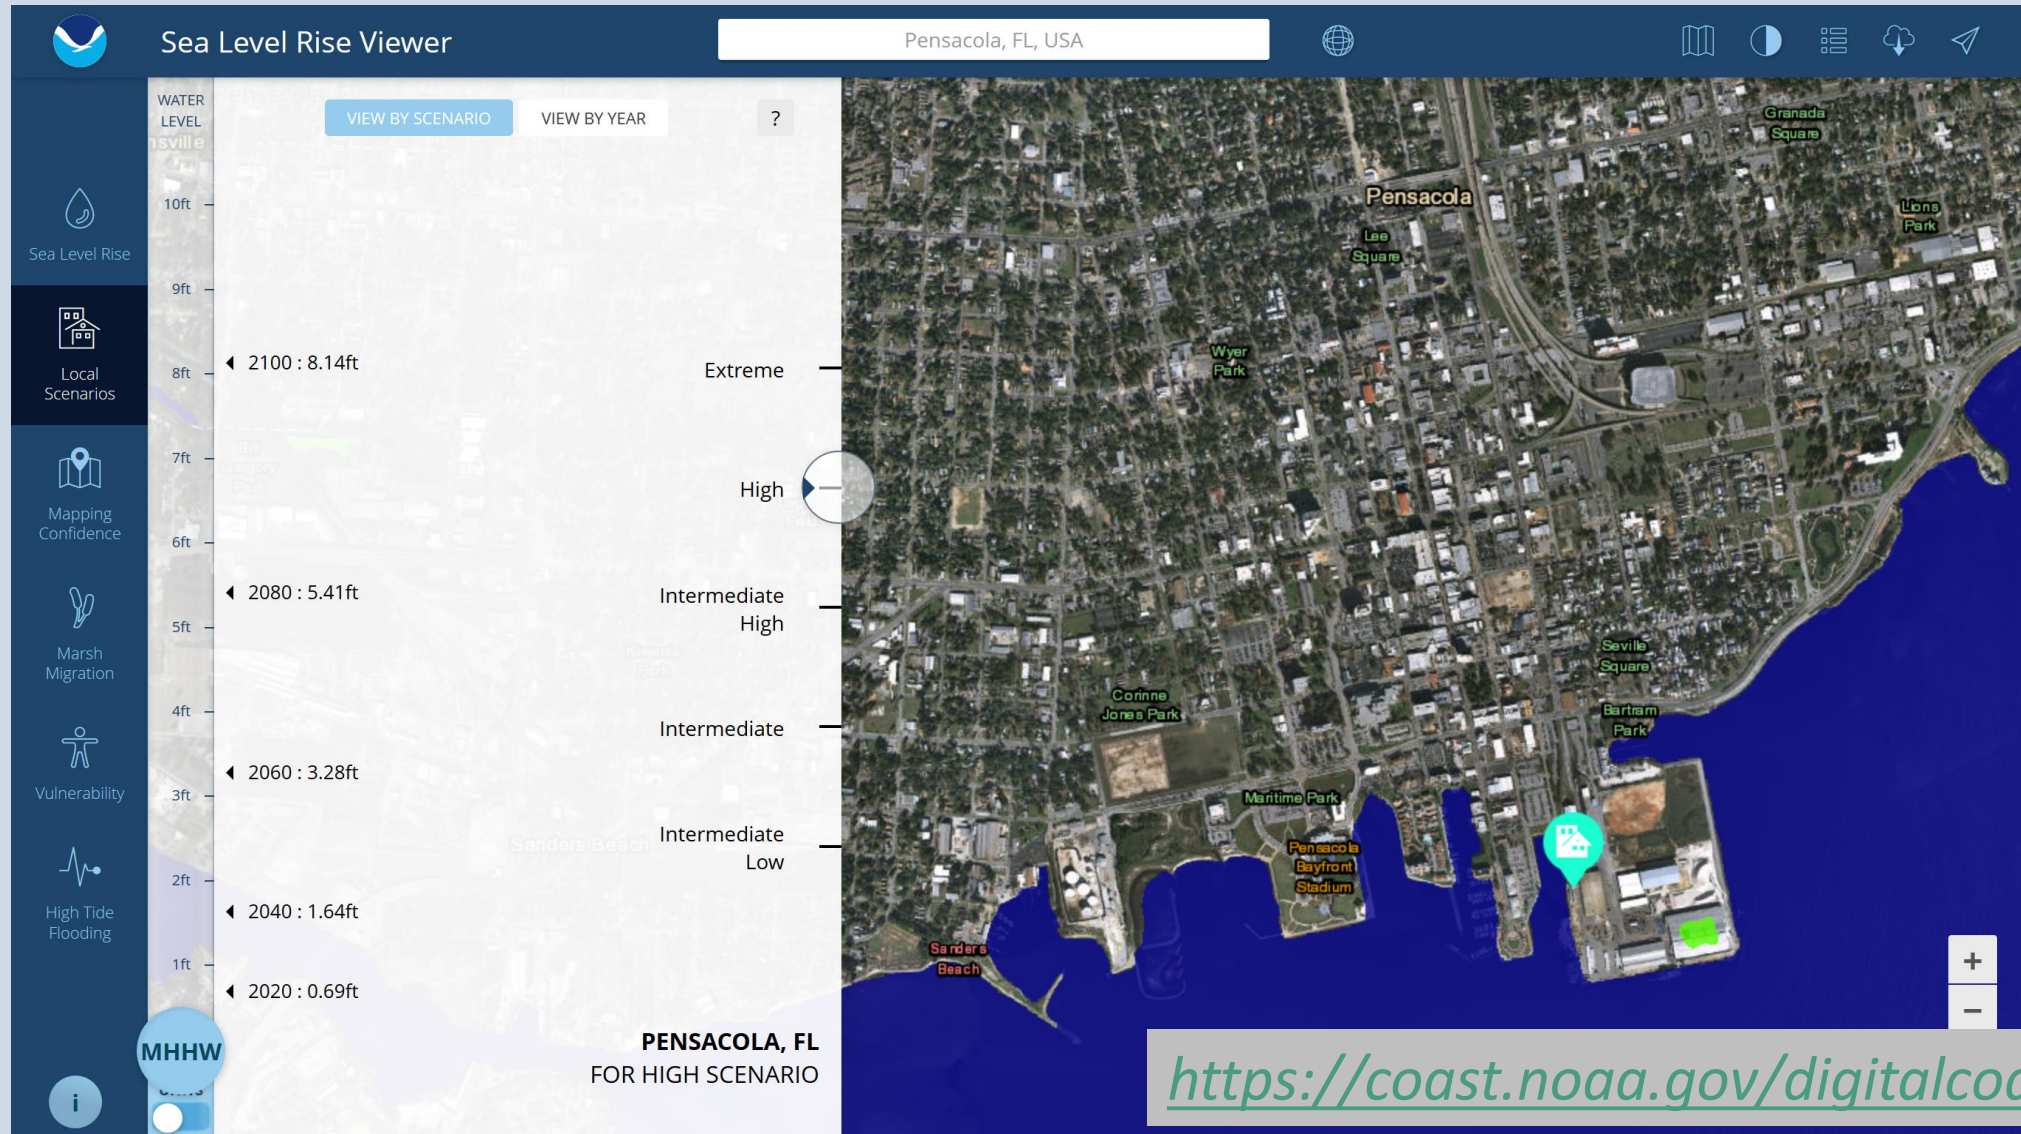 Sea Level Rise Viewer
Pensacola, FL, USA
WATER
LEVEL
VIEW BY SCENARIO
VIEW BY YEAR
?
10ft
9ft
8ft
7ft
6ft
5ft
4ft
3ft
2ft
1ft
MHHW
Sea Level Rise
Local
Scenarios
Mapping
Confidence
Marsh
Migration
Vulnerability
High Tide
Flooding
i
2100 : 8.14ft
2080 : 5.41ft
2060 : 3.28ft
2040 : 1.64ft
2020 : 0.69ft
Extreme
High
Intermediate
High
Intermediate
Intermediate
Low
PENSACOLA, FL
FOR HIGH SCENARIO
Sanders Beach
Granada
Square
Pensacola
Lions
Park
Lee
Square
Wyer
Park
Seville
Square
Corinne
Jones Park
Bartram
Park
Maritime Park
Pensacola
Bayfront
Stadium
Sanders
Beach
+
−
https://coast.noaa.gov/digitalcoa